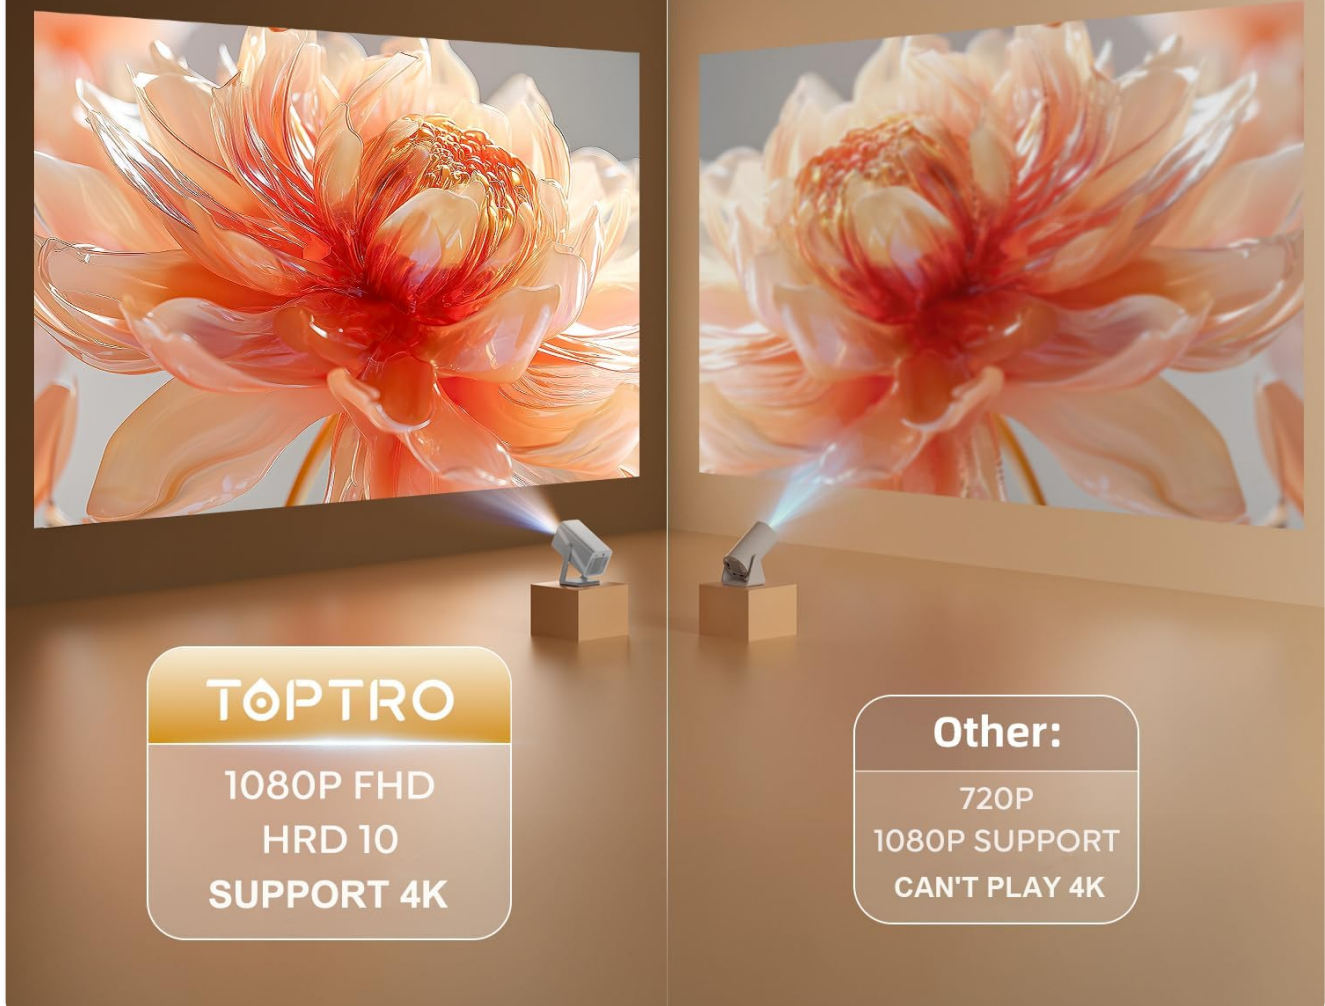 TOPTRO
1080P FHD
HRD 10
SUPPORT 4K
Other:
720P
1080P SUPPORT
CAN'T PLAY 4K